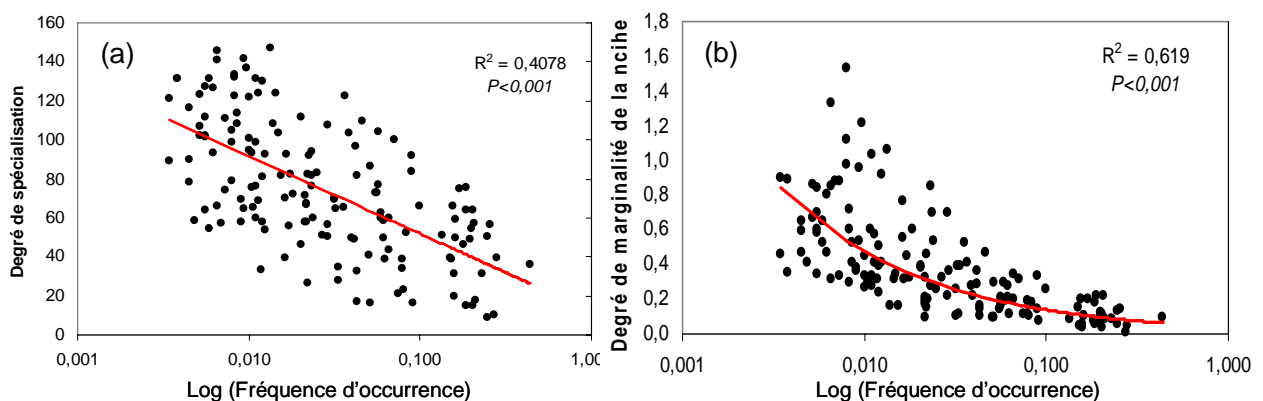 (a)
R² = 0,4078
P<0,001
Degré de spécialisation
160
140
120
100
80
60
40
20
0
0,001
0,010
0,100
1,00
Log (Fréquence d'occurrence)
(b)
R² = 0,619
P<0,001
Degré de marginalité de la ncihe
1,8
1,6
1,4
1,2
1,0
0,8
0,6
0,4
0,2
0,0
0,001
0,010
0,100
1,000
Log (Fréquence d'occurrence)